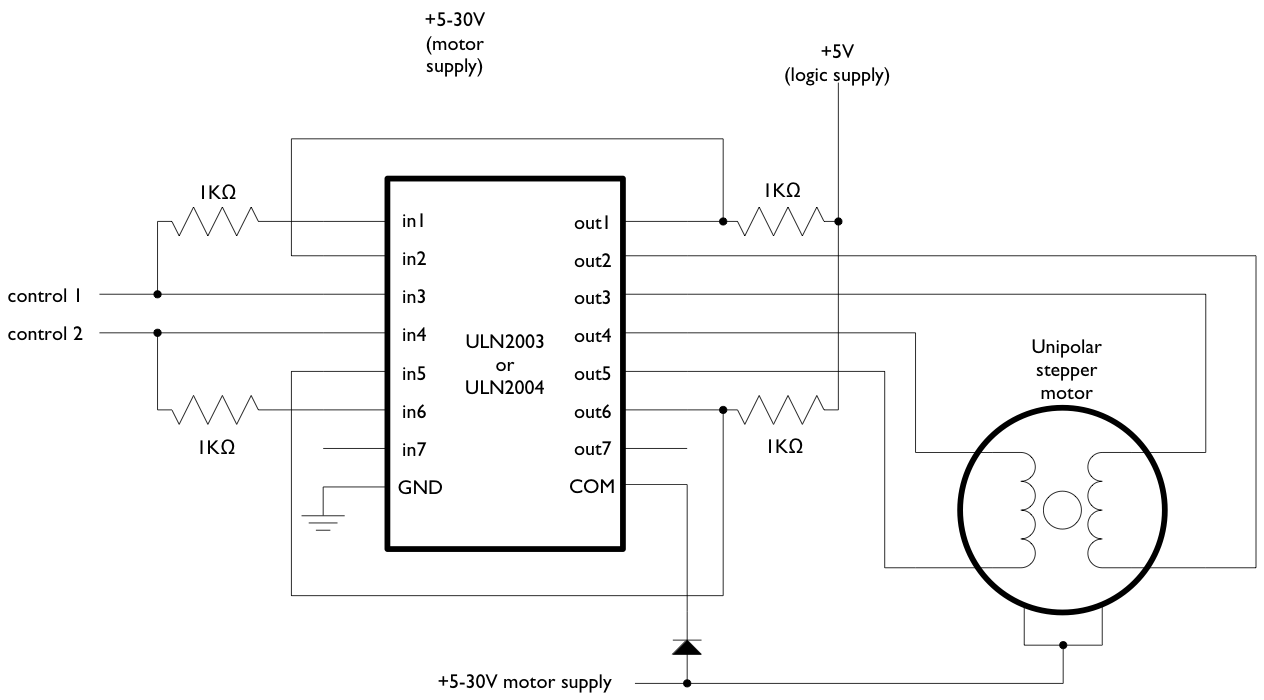 +5-30V
(motor
supply)
+5V
(logic supply)
1KΩ
1KΩ
in1
out1
in2
out2
control 1
in3
out3
control 2
in4
out4
ULN2003
or
ULN2004
Unipolar
stepper
motor
in5
out5
in6
out6
1KΩ
1KΩ
in7
out7
GND
COM
+5-30V motor supply